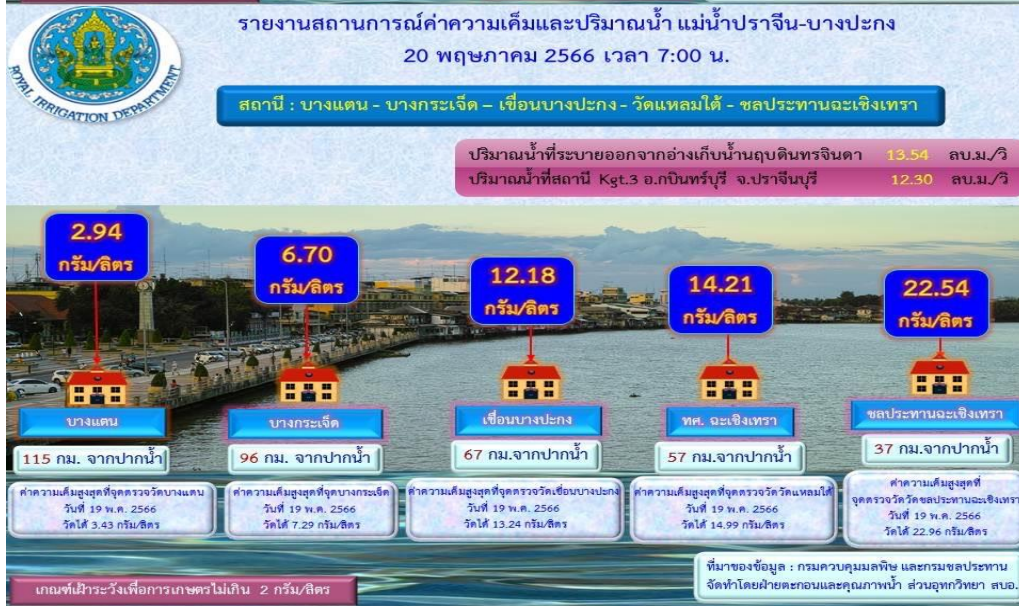 รายงานสถานการณ์ค่าความเค็มและปริมาณน้ำ แม่น้ำปราจีน-บางปะกง
20 พฤษภาคม 2566 เวลา 7:00 น.
ROYAL IRRIGATION DEPARTMENT
สถานี : บางแตน - บางกระเจ็ด – เขื่อนบางปะกง - วัดแหลมใต้ - ชลประทานฉะเชิงเทรา
ปริมาณน้ำที่ระบายออกจากอ่างเก็บน้ำนฤบดินทรจินดา 13.54 ลบ.ม./วิ
ปริมาณน้ำที่สถานี Kgt.3 อ.กบินทร์บุรี จ.ปราจีนบุรี 12.30 ลบ.ม./วิ
2.94
กรัม/ลิตร
6.70
กรัม/ลิตร
12.18
กรัม/ลิตร
14.21
กรัม/ลิตร
22.54
กรัม/ลิตร
บางแตน
บางกระเจ็ด
เขื่อนบางปะกง
ทศ. ฉะเชิงเทรา
ชลประทานฉะเชิงเทรา
115 กม. จากปากน้ำ
96 กม. จากปากน้ำ
67 กม.จากปากน้ำ
57 กม.จากปากน้ำ
37 กม.จากปากน้ำ
ค่าความเค็มสูงสุดที่จุดตรวจวัดบางแตน
วันที่ 19 พ.ค. 2566
วัดได้ 3.43 กรัม/ลิตร
ค่าความเค็มสูงสุดที่จุดบางกระเจ็ด
วันที่ 19 พ.ค. 2566
วัดได้ 7.29 กรัม/ลิตร
ค่าความเค็มสูงสุดที่จุดตรวจวัดเขื่อนบางปะกง
วันที่ 19 พ.ค. 2566
วัดได้ 13.24 กรัม/ลิตร
ค่าความเค็มสูงสุดที่จุดตรวจวัดวัดแหลมใต้
วันที่ 19 พ.ค. 2566
วัดได้ 14.99 กรัม/ลิตร
ค่าความเค็มสูงสุดที่
จุดตรวจวัดวัดชลประทานฉะเชิงเทรา
วันที่ 19 พ.ค. 2566
วัดได้ 22.96 กรัม/ลิตร
เกณฑ์เฝ้าระวังเพื่อการเกษตรไม่เกิน 2 กรัม/ลิตร
ที่มาของข้อมูล : กรมควบคุมมลพิษ และกรมชลประทาน
จัดทำโดยฝ่ายตะกอนและคุณภาพน้ำ ส่วนอุทกวิทยา สบอ.